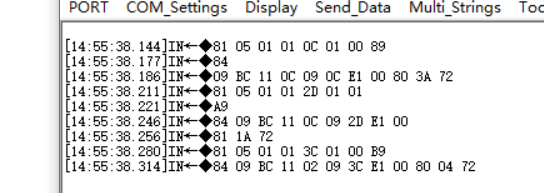 PORT COM_Settings Display Send_Data Multi_Strings
[14:55:38.144]IN←◆81 05 01 01 0C 01 00 89
[14:55:38.177]IN←◆84
[14:55:38.186]IN←◆09 BC 11 0C 09 0C E1 00 80 3A 72
[14:55:38.211]IN←◆81 05 01 01 2D 01 01
[14:55:38.221]IN←◆A9
[14:55:38.246]IN←◆84 09 BC 11 0C 09 2D E1 00
[14:55:38.256]IN←◆81 1A 72
[14:55:38.280]IN←◆81 05 01 01 3C 01 00 B9
[14:55:38.314]IN←◆84 09 BC 11 02 09 3C E1 00 80 04 72